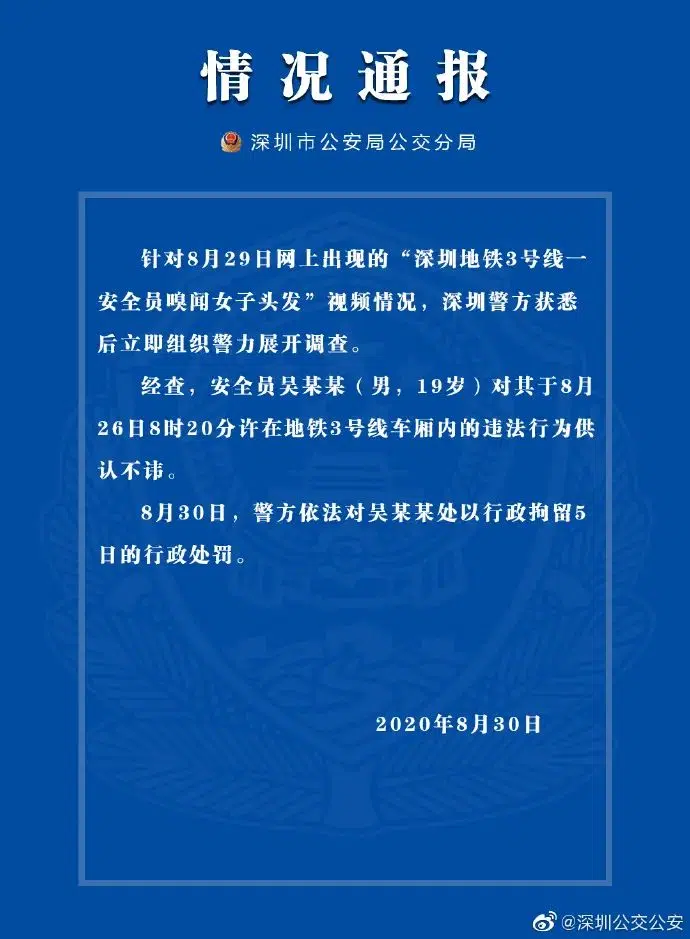 情况通报
深圳市公安局公交分局
针对8月29日网上出现的“深圳地铁3号线一
安全员嗅闻女子头发”视频情况，深圳警方获悉
后立即组织警力展开调查。
经查，安全员吴某某（男，19岁）对其于8月
26日8时20分许在地铁3号线车厢内的违法行为供
认不讳。
8月30日，警方依法对吴某某处以行政拘留5
日的行政处罚。
2020年8月30日
@深圳公交公安